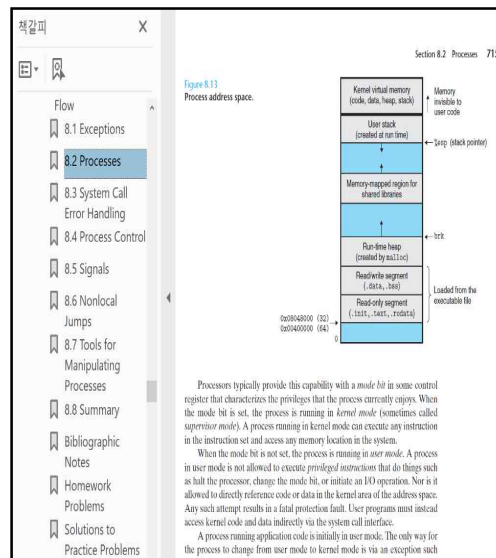 책갈피
X
Flow
8.1 Exceptions
8.2 Processes
8.3 System Call
Error Handling
8.4 Process Control
8.5 Signals
8.6 Nonlocal
Jumps
8.7 Tools for
Manipulating
Processes
8.8 Summary
Bibliographic
Notes
Homework
Problems
Solutions to
Practice Problems
Section 8.2 Processes 715
Figure 8.13
Process address space.
Kernel virtual memory
(code, data, heap, stack)
Memory
invisible to
user code
User stack
(created at run time)
%esp (stack pointer)
Memory-mapped region for
shared libraries
brk
Run-time heap
(created by malloc)
Read/write segment
(.data,.bss)
Read-only segment
(.init,.text,.rodata)
Loaded from the
executable file
0x08048000 (32)
0x00400000 (64)
0
Processors typically provide this capability with a mode bit in some control
register that characterizes the privileges that the process currently enjoys. When
the mode bit is set, the process is running in kernel mode (sometimes called
supervisor mode). A process running in kernel mode can execute any instruction
in the instruction set and access any memory location in the system.
When the mode bit is not set, the process is running in user mode. A process
in user mode is not allowed to execute privileged instructions that do things such
as halt the processor, change the mode bit, or initiate an I/O operation. Nor is it
allowed to directly reference code or data in the kernel area of the address space.
Any such attempt results in a fatal protection fault. User programs must instead
access kernel code and data indirectly via the system call interface.
A process running application code is initially in user mode. The only way for
the process to change from user mode to kernel mode is via an exception such